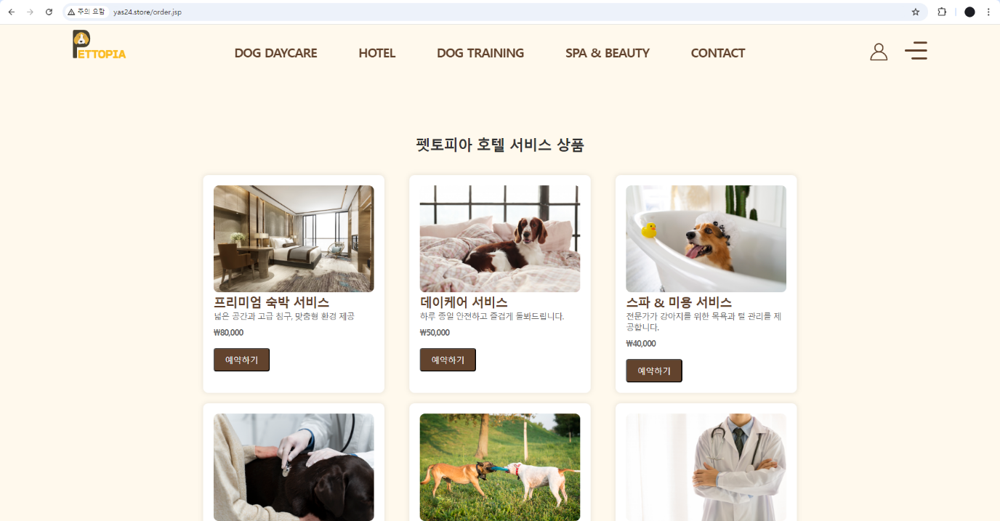 주의 요함 yas24.store/order.jsp
PETTOPIA
DOG DAYCARE HOTEL DOG TRAINING SPA & BEAUTY CONTACT
펫토피아 호텔 서비스 상품
프리미엄 숙박 서비스
넓은 공간과 고급 침구, 맞춤형 환경 제공
₩80,000
예약하기
데이케어 서비스
하루 종일 안전하고 즐겁게 돌봐드립니다.
₩50,000
예약하기
스파 & 미용 서비스
전문가가 강아지를 위한 목욕과 털 관리를 제
공합니다.
₩40,000
예약하기